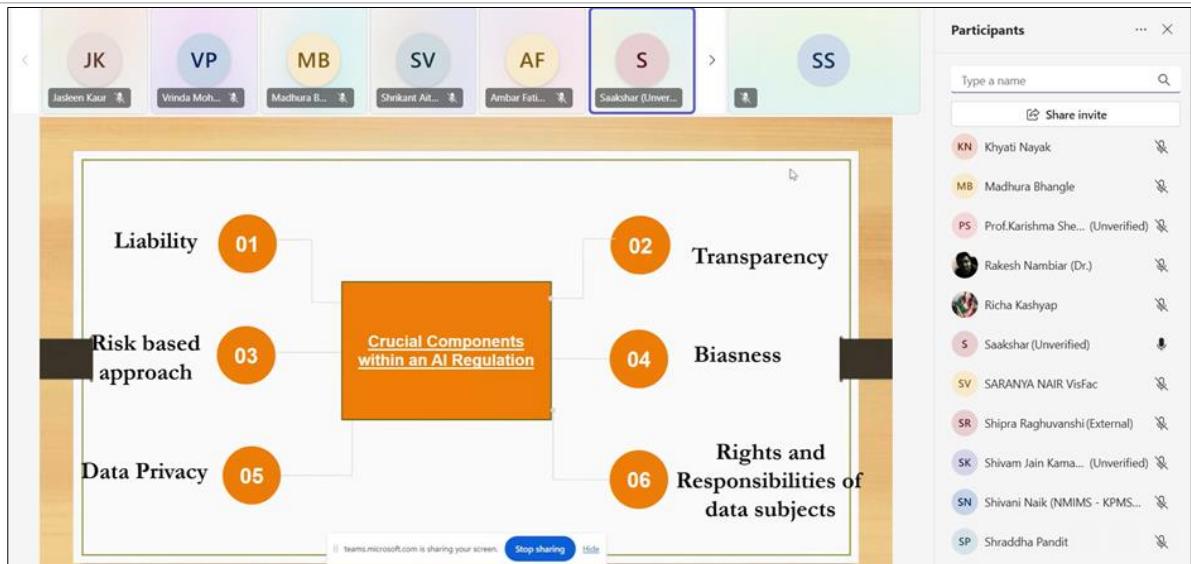 JK
VP
MB
SV
AF
S
SS
Jasleen Kaur
Vrinda Moh...
Madhura B...
Shrikant Ait...
Ambar Fati...
Saakshar (Unver...
Liability
01
02
Transparency
Crucial Components
within an AI Regulation
Risk based
approach
03
04
Biasness
Data Privacy
05
06
Rights and
Responsibilities of
data subjects
teams.microsoft.com is sharing your screen.
Stop sharing
Hide
Participants
Type a name
Share invite
KN Khyati Nayak
MB Madhura Bhangle
PS Prof.Karishma She... (Unverified)
Rakesh Nambiar (Dr.)
Richa Kashyap
S Saakshar (Unverified)
SV SARANYA NAIR VisFac
SR Shipra Raghuvanshi (External)
SK Shivam Jain Kama... (Unverified)
SN Shivani Naik (NMIMS - KPMS...
SP Shraddha Pandit